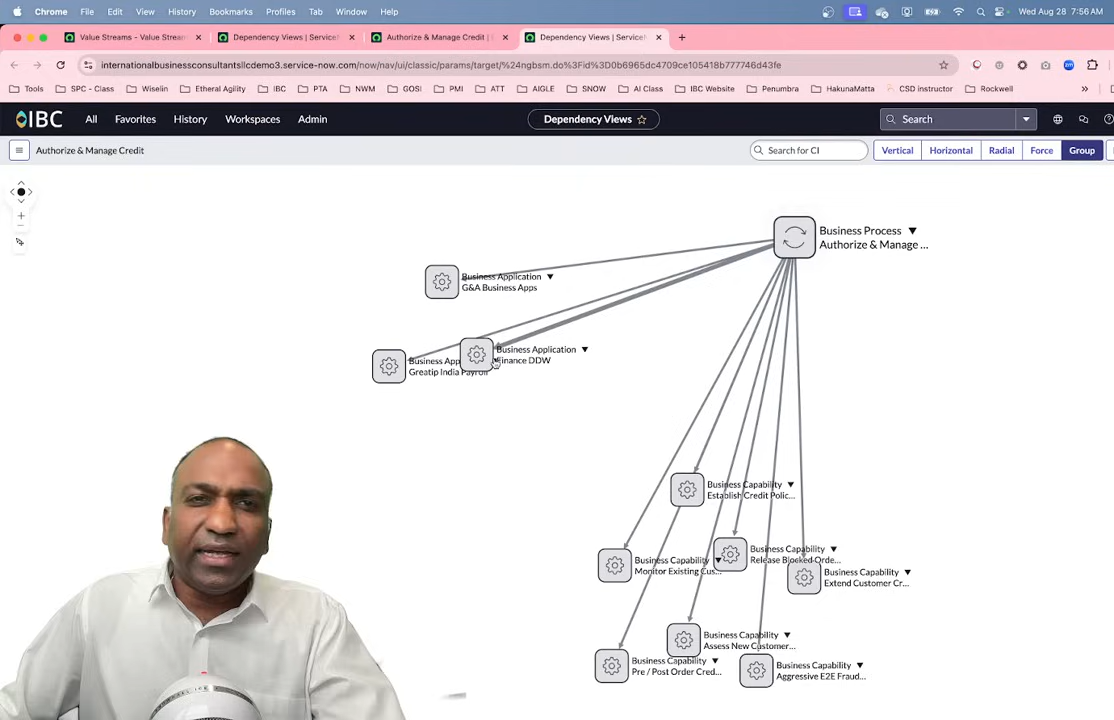 Chrome File Edit View History Bookmarks Profiles Tab Window Help Wed Aug 28 7:56 AM
Value Streams - Value Stream Dependency Views | Service Authorize & Manage Credit | Dependency Views | Service
internationalbusinessconsultantsllcdemo3.service-now.com/now/nav/ui/classic/params/target/%24ngbsm.do%3Fid%3D0b6965dc4709ce105418b777746d43fe
Tools SPC - Class Wiselin Etheral Agility IBC PTA NWM GOSI PMI ATT AIGLE SNOW AI Class IBC Website Penumbra HakunaMatta CSD instructor Rockwell
IBC All Favorites History Workspaces Admin Dependency Views Search
Authorize & Manage Credit Search for CI Vertical Horizontal Radial Force Group
Business Process
Authorize & Manage ...
Business Application
G&A Business Apps
Business Application
Finance DDW
Business App
Greatip India Payroll
Business Capability
Establish Credit Polic...
Business Capability
Release Blocked Orde...
Business Capability
Monitor Existing Cus...
Business Capability
Extend Customer Cr...
Business Capability
Assess New Customer...
Business Capability
Pre / Post Order Cred...
Business Capability
Aggressive E2E Fraud...